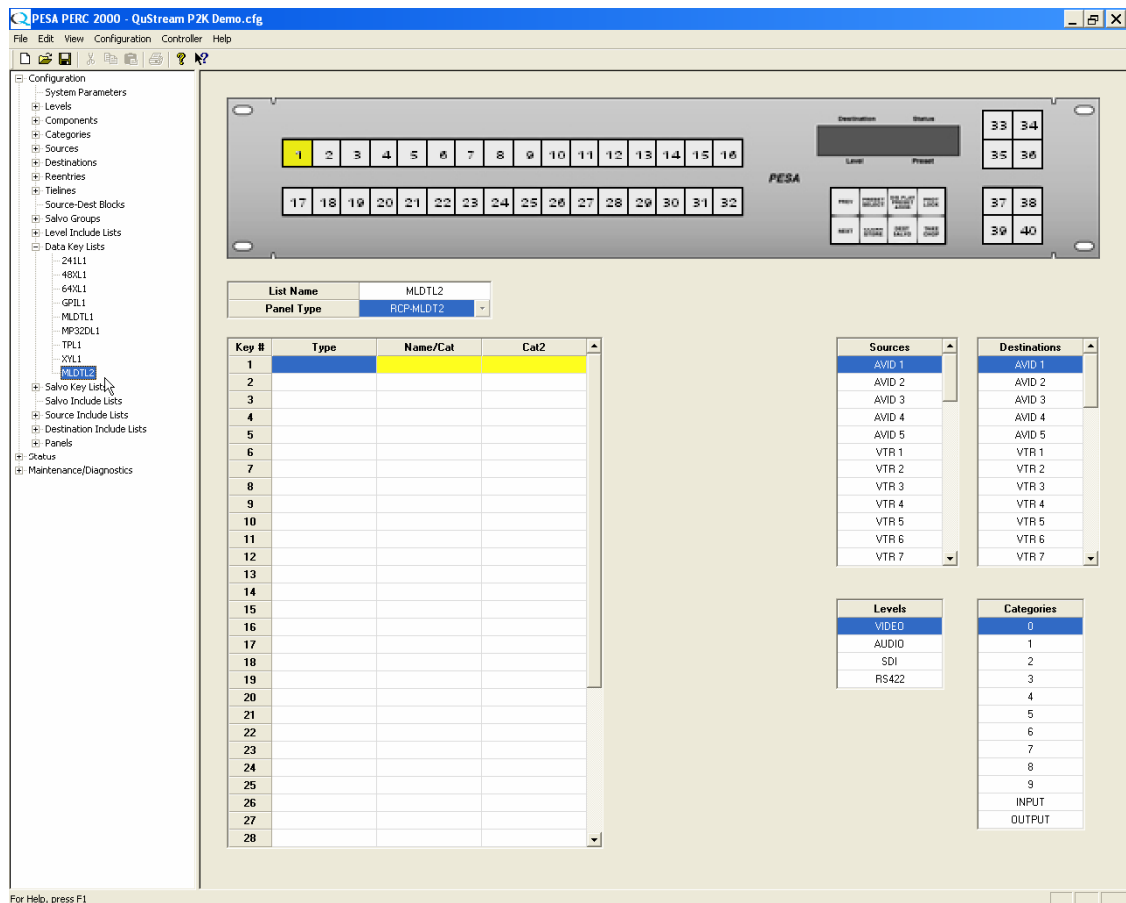 PESA PERC 2000 - QuStream P2K Demo.cfg
File Edit View Configuration Controller Help
Configuration
System Parameters
Levels
Components
Categories
Sources
Destinations
Reentries
Tielines
Source-Dest Blocks
Salvo Groups
Level Include Lists
Data Key Lists
241L1
48XL1
64XL1
GPIL1
MLDTL1
MP32DL1
TPL1
XYL1
MLDTL2
Salvo Key Lists
Salvo Include Lists
Source Include Lists
Destination Include Lists
Panels
Status
Maintenance/Diagnostics
Destination Status
1 2 3 4 5 6 7 8 9 10 11 12 13 14 15 16
33 34
35 36
Level Preset
PESA
17 18 19 20 21 22 23 24 25 26 27 28 29 30 31 32
37 38
39 40
List Name MLDTL2
Panel Type RCP-MLDT2
Key # Type Name/Cat Cat2
1
2
3
4
5
6
7
8
9
10
11
12
13
14
15
16
17
18
19
20
21
22
23
24
25
26
27
28
Sources
AVID 1
AVID 2
AVID 3
AVID 4
AVID 5
VTR 1
VTR 2
VTR 3
VTR 4
VTR 5
VTR 6
VTR 7
Destinations
AVID 1
AVID 2
AVID 3
AVID 4
AVID 5
VTR 1
VTR 2
VTR 3
VTR 4
VTR 5
VTR 6
VTR 7
Levels
VIDEO
AUDIO
SDI
RS422
Categories
0
1
2
3
4
5
6
7
8
9
INPUT
OUTPUT
For Help, press F1